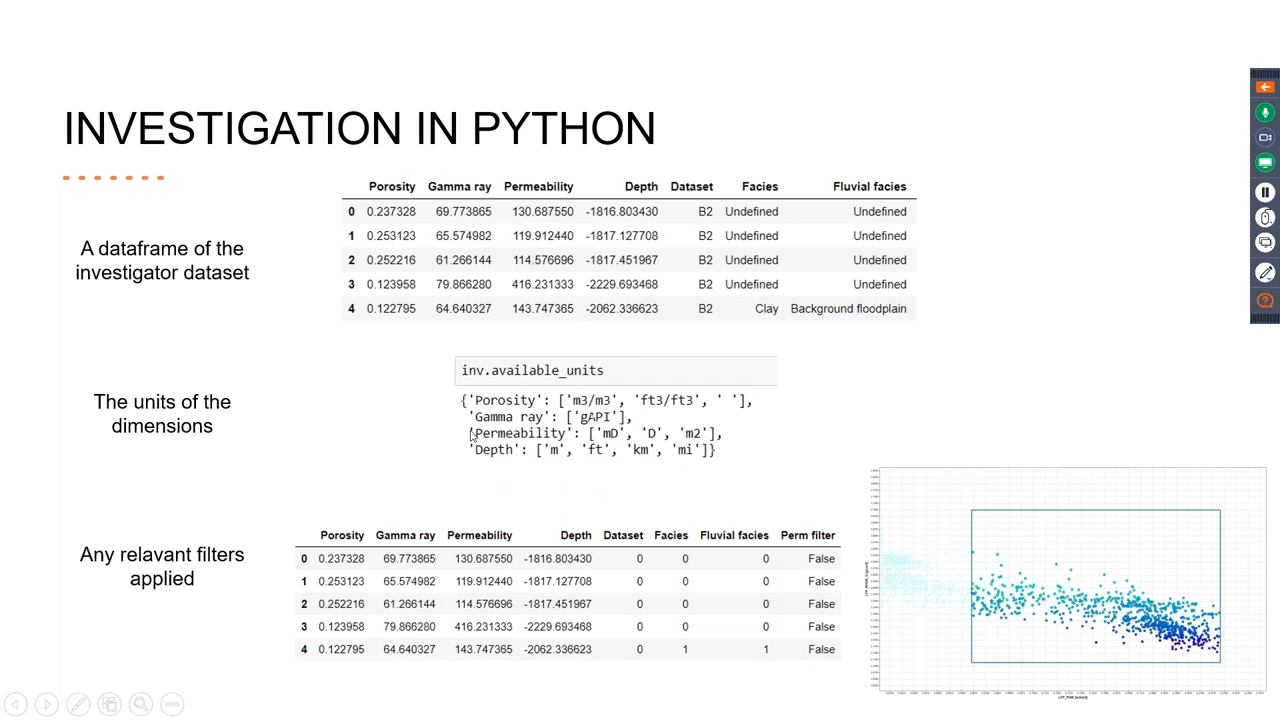 INVESTIGATION IN PYTHON
A dataframe of the
investigator dataset
Porosity Gamma ray Permeability Depth Dataset Facies Fluvial facies
0 0.237328 69.773865 130.687550 -1816.803430 B2 Undefined Undefined
1 0.253123 65.574982 119.912440 -1817.127708 B2 Undefined Undefined
2 0.252216 61.266144 114.576696 -1817.451967 B2 Undefined Undefined
3 0.123958 79.866280 416.231333 -2229.693468 B2 Undefined Undefined
4 0.122795 64.640327 143.747365 -2062.336623 B2 Clay Background floodplain
The units of the
dimensions
inv.available_units
{'Porosity': ['m3/m3', 'ft3/ft3', ' '],
'Gamma ray': ['gAPI'],
'Permeability': ['mD', 'D', 'm2'],
'Depth': ['m', 'ft', 'km', 'mi']}
Any relavant filters
applied
Porosity Gamma ray Permeability Depth Dataset Facies Fluvial facies Perm filter
0 0.237328 69.773865 130.687550 -1816.803430 0 0 0 False
1 0.253123 65.574982 119.912440 -1817.127708 0 0 0 False
2 0.252216 61.266144 114.576696 -1817.451967 0 0 0 False
3 0.123958 79.866280 416.231333 -2229.693468 0 0 0 False
4 0.122795 64.640327 143.747365 -2062.336623 0 1 1 False